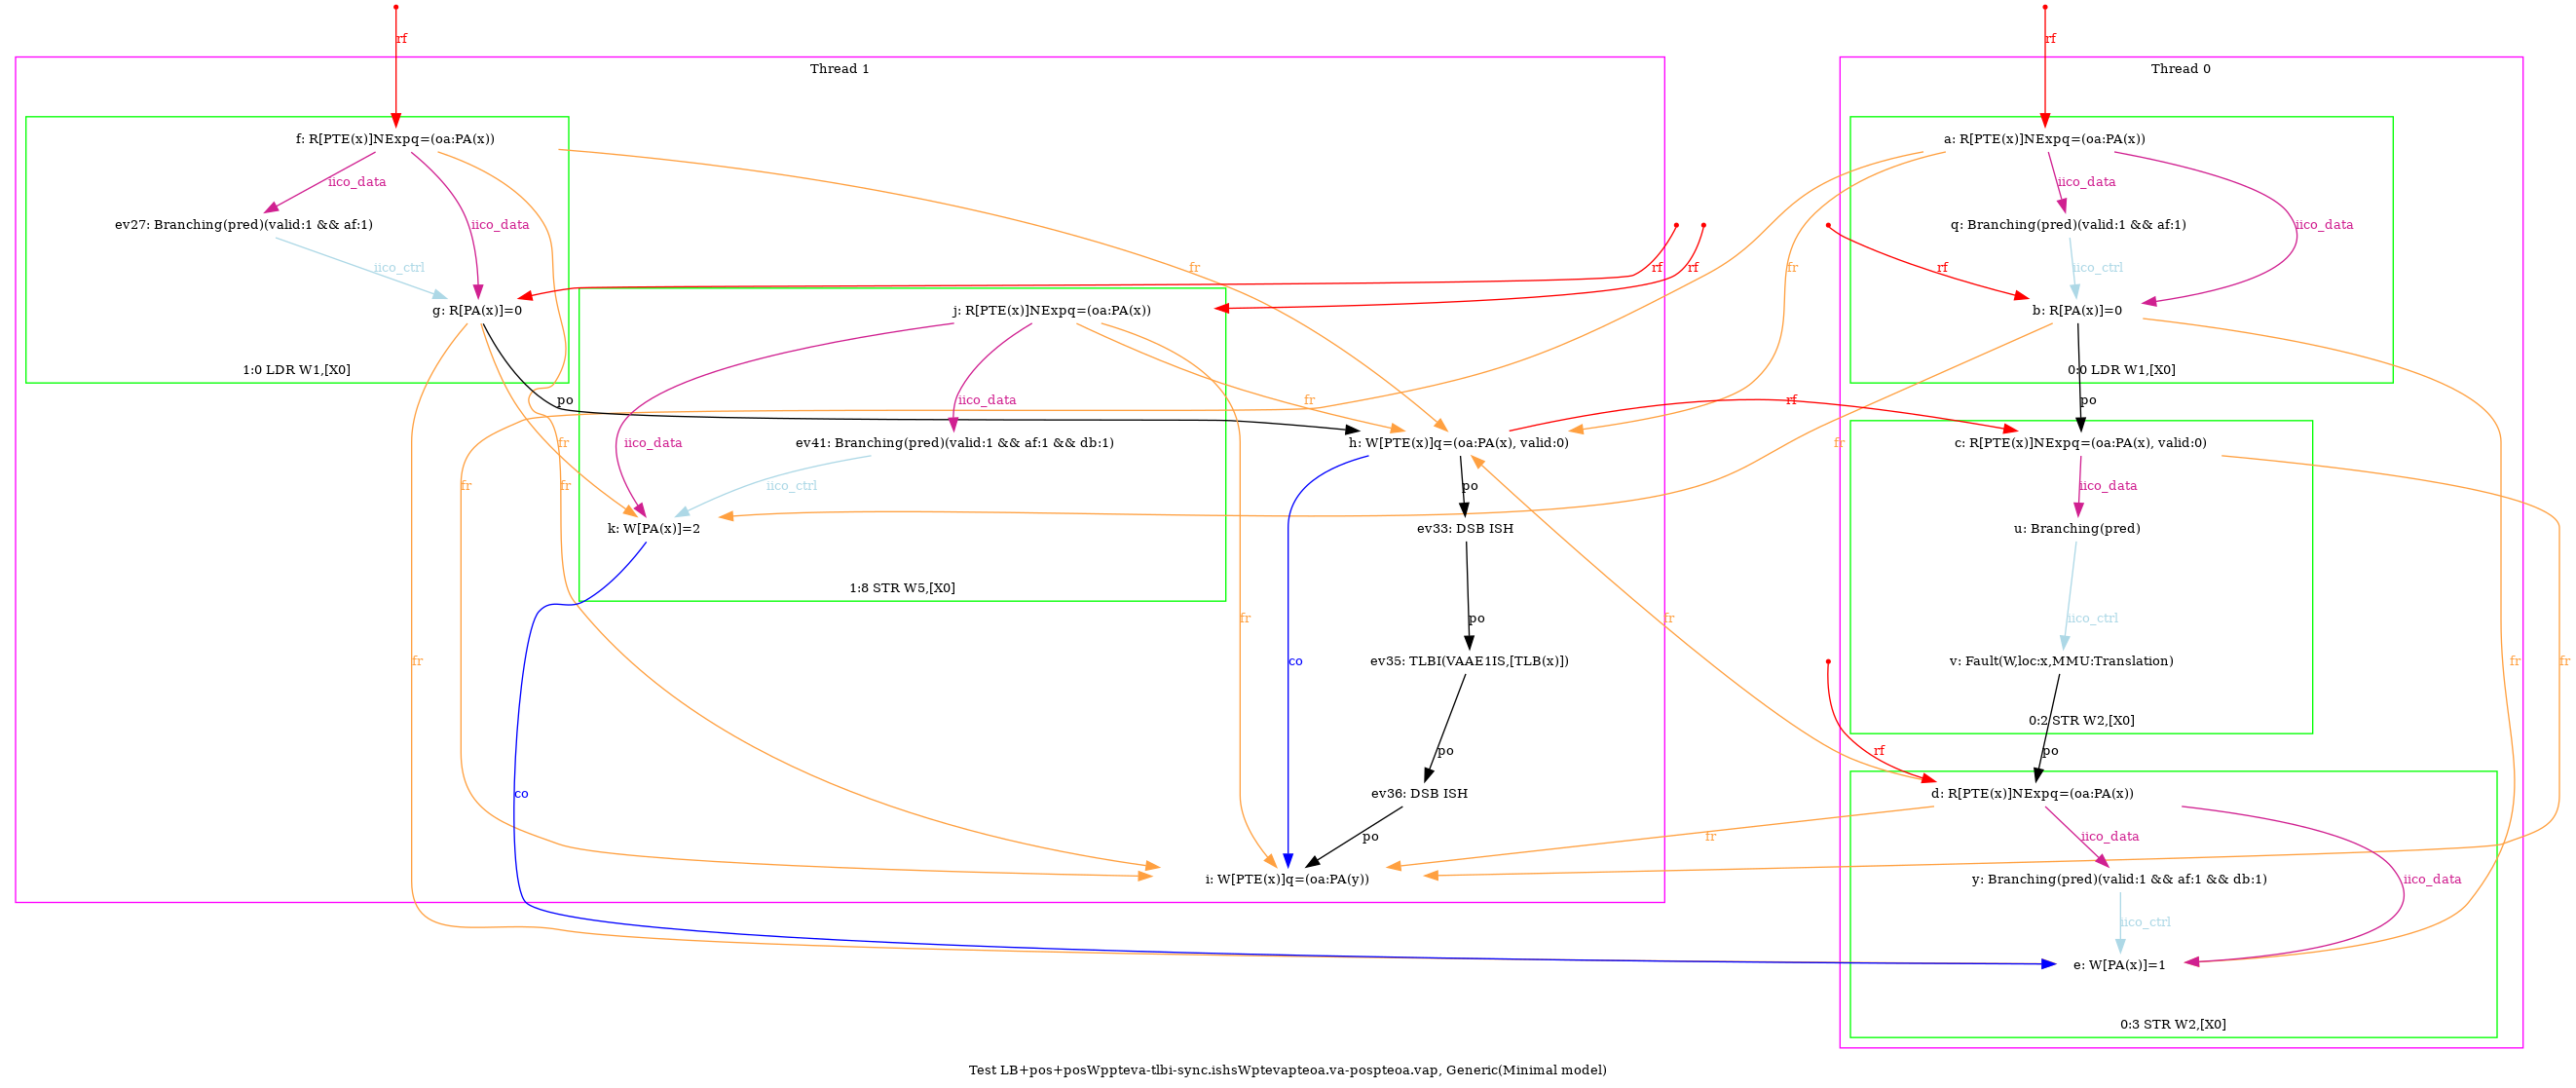 rf
rf
Thread 1
Thread 0
f: R[PTE(x)]NExpq=(oa:PA(x))
a: R[PTE(x)]NExpq=(oa:PA(x))
iico_data
iico_data
ev27: Branching(pred)(valid:1 && af:1)
iico_data
q: Branching(pred)(valid:1 && af:1)
iico_data
iico_ctrl
fr
rf
rf
fr
rf
iico_ctrl
g: R[PA(x)]=0
j: R[PTE(x)]NExpq=(oa:PA(x))
b: R[PA(x)]=0
1:0 LDR W1,[X0]
0:0 LDR W1,[X0]
po
iico_data
fr
rf
po
fr
iico_data
ev41: Branching(pred)(valid:1 && af:1 && db:1)
h: W[PTE(x)]q=(oa:PA(x), valid:0)
fr
c: R[PTE(x)]NExpq=(oa:PA(x), valid:0)
fr
fr
iico_ctrl
po
iico_data
k: W[PA(x)]=2
ev33: DSB ISH
u: Branching(pred)
1:8 STR W5,[X0]
fr
po
fr
iico_ctrl
fr
co
ev35: TLBI(VAAE1IS,[TLB(x)])
v: Fault(W,loc:x,MMU:Translation)
fr
fr
0:2 STR W2,[X0]
po
rf
po
co
ev36: DSB ISH
d: R[PTE(x)]NExpq=(oa:PA(x))
po
fr
iico_data
i: W[PTE(x)]q=(oa:PA(y))
y: Branching(pred)(valid:1 && af:1 && db:1)
iico_data
iico_ctrl
e: W[PA(x)]=1
0:3 STR W2,[X0]
Test LB+pos+posWppteva-tlbi-sync.ishsWptevapteoa.va-pospteoa.vap, Generic(Minimal model)